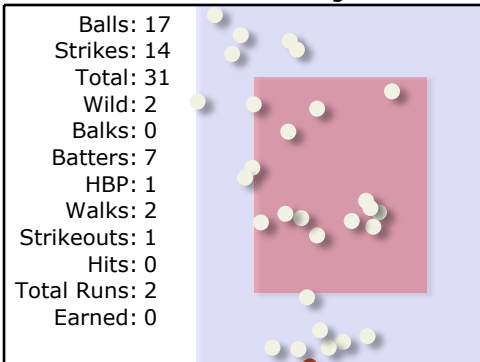 Balls: 17
Strikes: 14
Total: 31
Wild: 2
Balks: 0
Batters: 7
HBP: 1
Walks: 2
Strikeouts: 1
Hits: 0
Total Runs: 2
Earned: 0